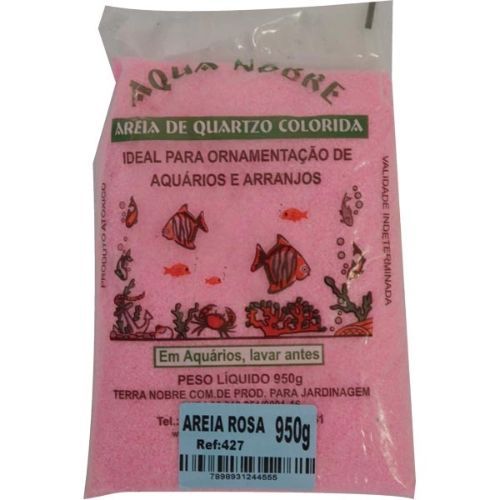 AQUA NOBRE
AREIA DE QUARTZO COLORIDA
IDEAL PARA ORNAMENTAÇÃO DE
AQUÁRIOS E ARRANJOS
PRODUTO ATÓXICO
VALIDADE INDETERMINADA
Em Aquários, lavar antes
PESO LÍQUIDO 950g
TERRA NOBRE COM.DE PROD. PARA JARDINAGEM
Tel.:
AREIA ROSA 950g
Ref:427
7898931244555